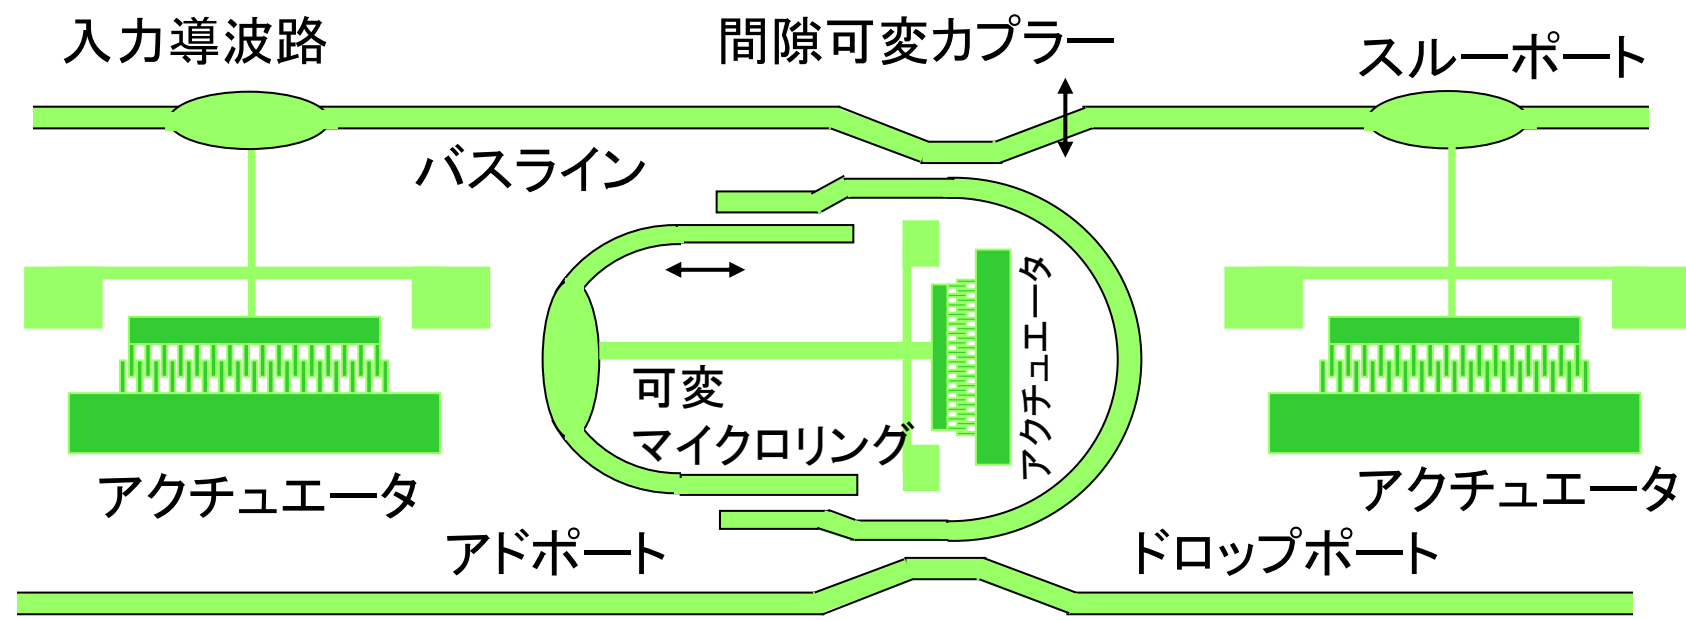 入力導波路
間隙可変カプラー
スルーポート
バスライン
アクチュエータ
可変
マイクロリング
アクチュエータ
アクチュエータ
アドポート
ドロップポート